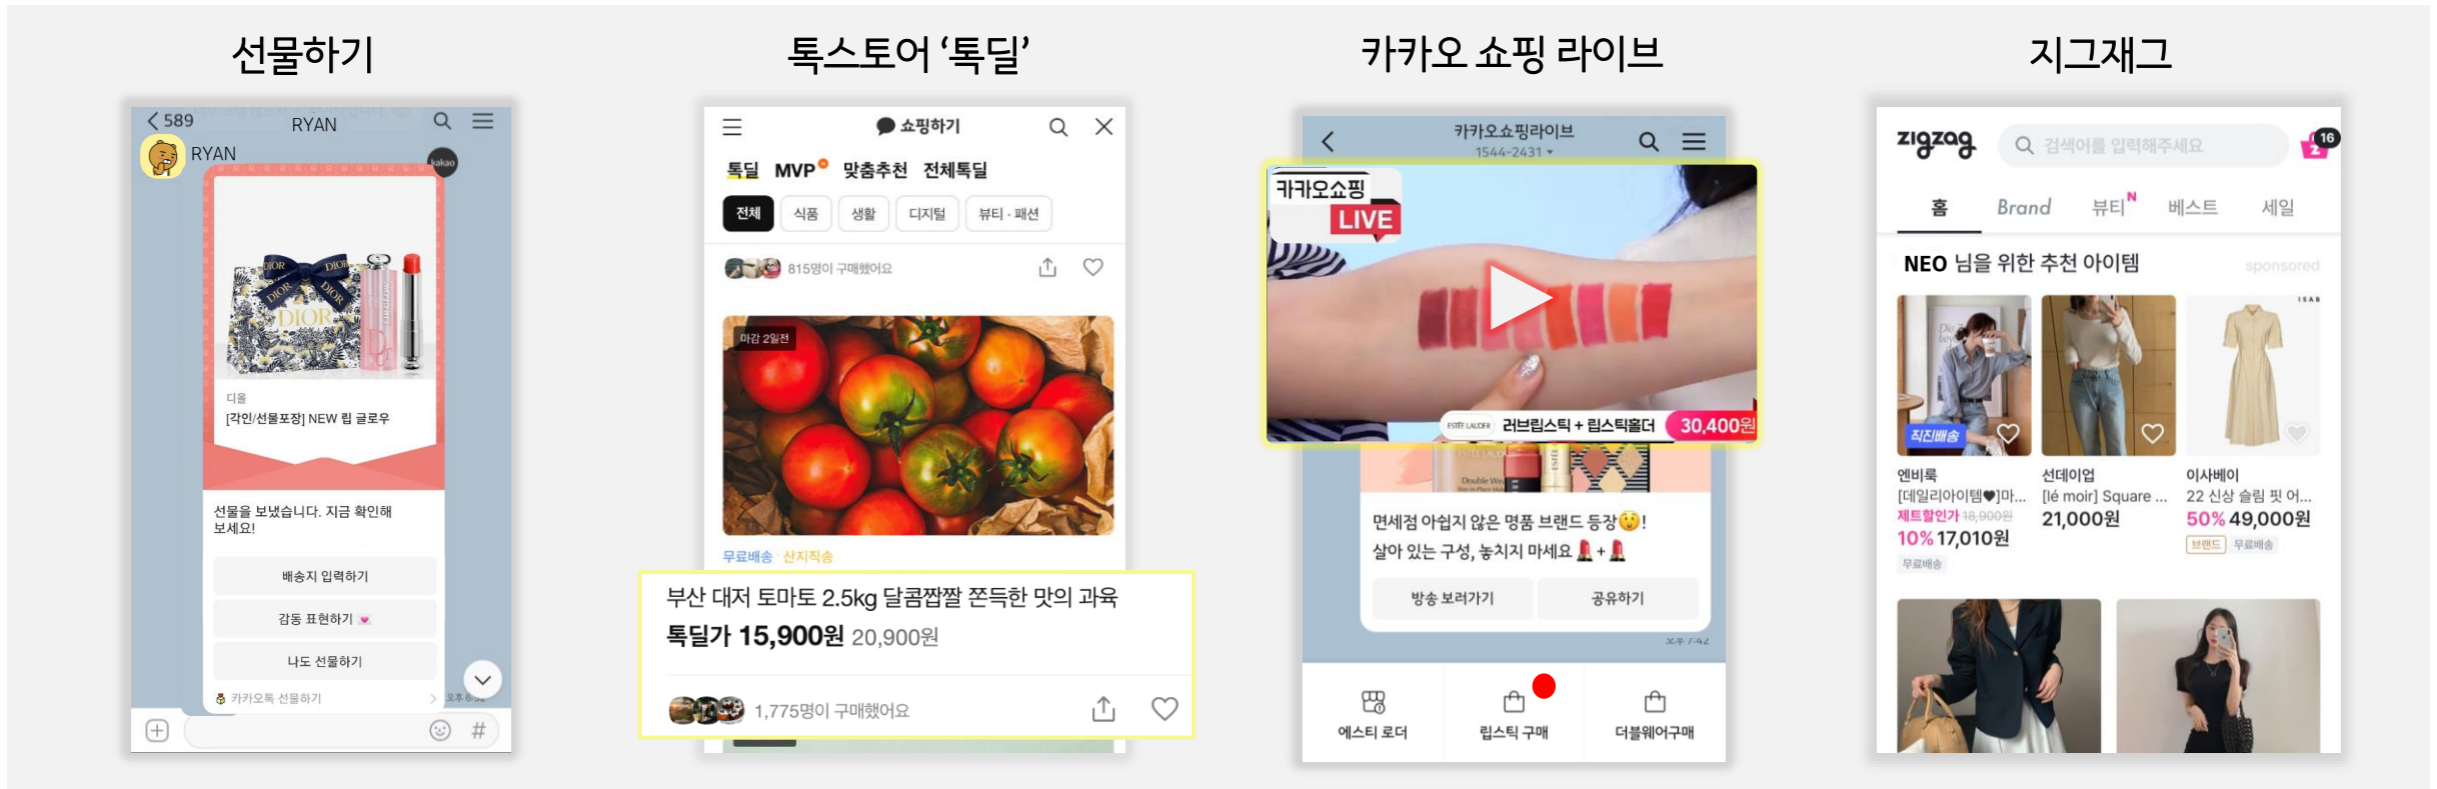 선물하기
톡스토어 ‘톡딜’
카카오 쇼핑 라이브
지그재그
589
RYAN
RYAN
kakao
DIOR
DIOR
DIOR
DIOR
DIOR
디올
[각인/선물포장] NEW 립 글로우
선물을 보냈습니다. 지금 확인해
보세요!
배송지 입력하기
감동 표현하기
나도 선물하기
카카오톡 선물하기
#
쇼핑하기
톡딜 MVP 맞춤추천 전체톡딜
전체 식품 생활 디지털 뷰티·패션
815명이 구매했어요
마감 2일전
무료배송 · 산지직송
부산 대저 토마토 2.5kg 달콤짭짤 쫀득한 맛의 과육
톡딜가 15,900원 20,900원
1,775명이 구매했어요
카카오쇼핑라이브
1544-2431
카카오쇼핑
LIVE
ESTĒE LAUDER 러브립스틱 + 립스틱홀더 30,400원
Double Wear
면세점 아쉽지 않은 명품 브랜드 등장😲!
살아 있는 구성, 놓치지 마세요💄+💄
방송 보러가기 공유하기
오후 7:42
에스티 로더 립스틱 구매 더블웨어구매
zigzag 검색어를 입력해주세요 16
홈 Brand 뷰티 N 베스트 세일
NEO 님을 위한 추천 아이템 sponsored
ISAB
직진배송
엔비룩
[데일리아이템🖤]마...
제트할인가 18,900원
10% 17,010원
무료배송
선데이업
[lé moir] Square ...
21,000원
이사베이
22 신상 슬림 핏 어...
50% 49,000원
브랜드 무료배송